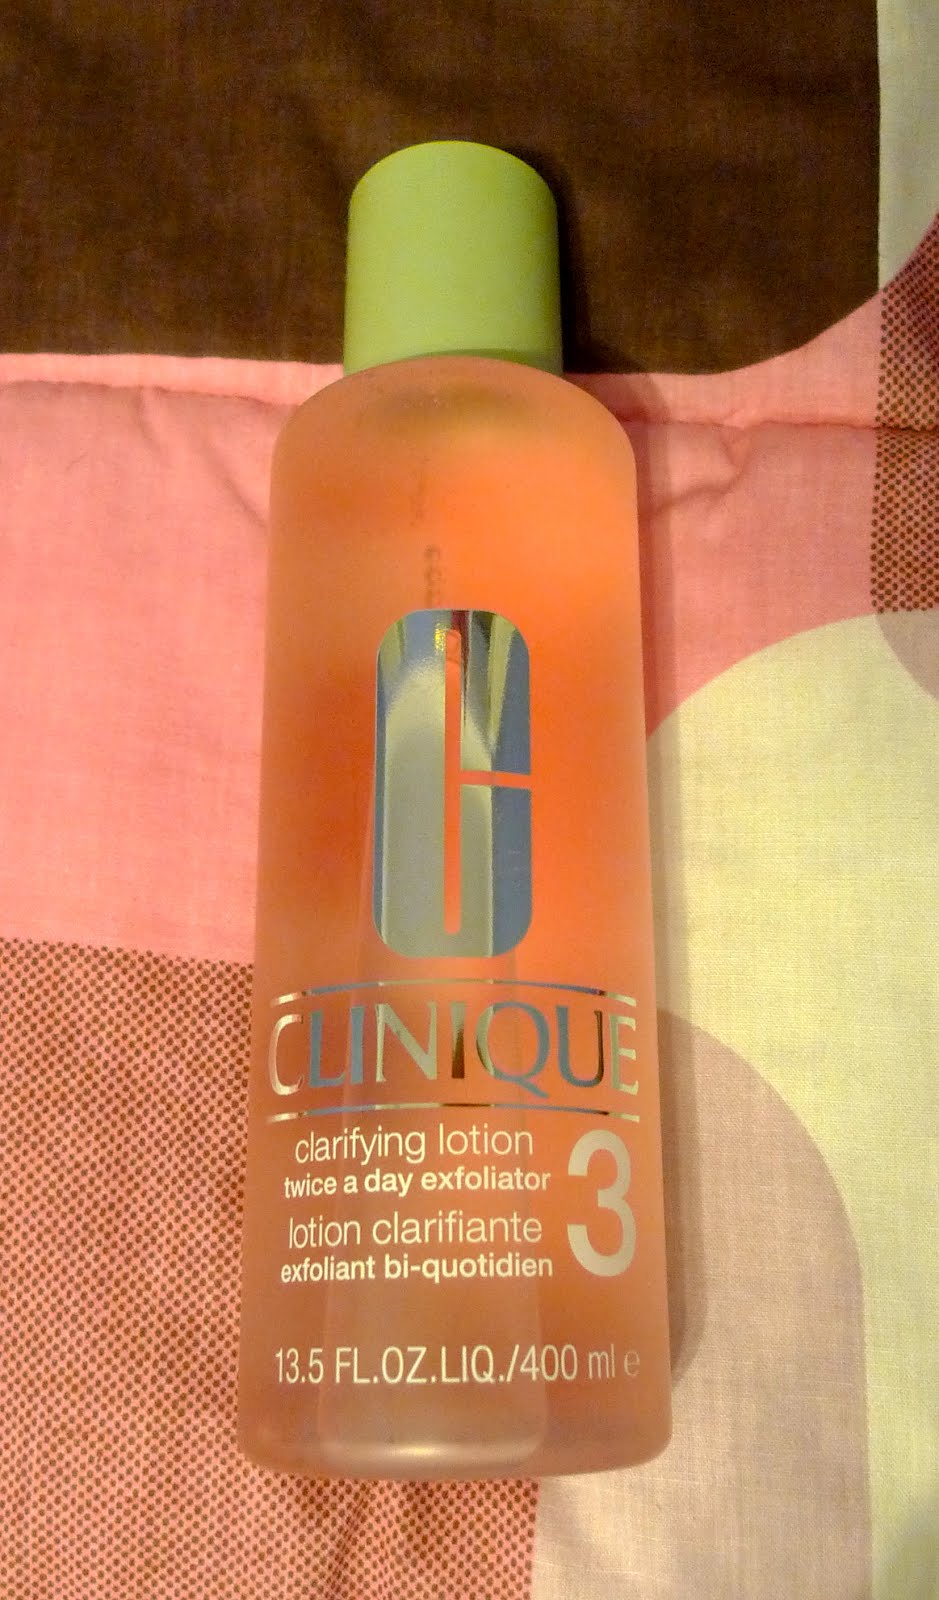 C
CLINIQUE
clarifying lotion
twice a day exfoliator
lotion clarifiante
exfoliant bi-quotidien
3
13.5 FL.OZ.LIQ./400 ml e